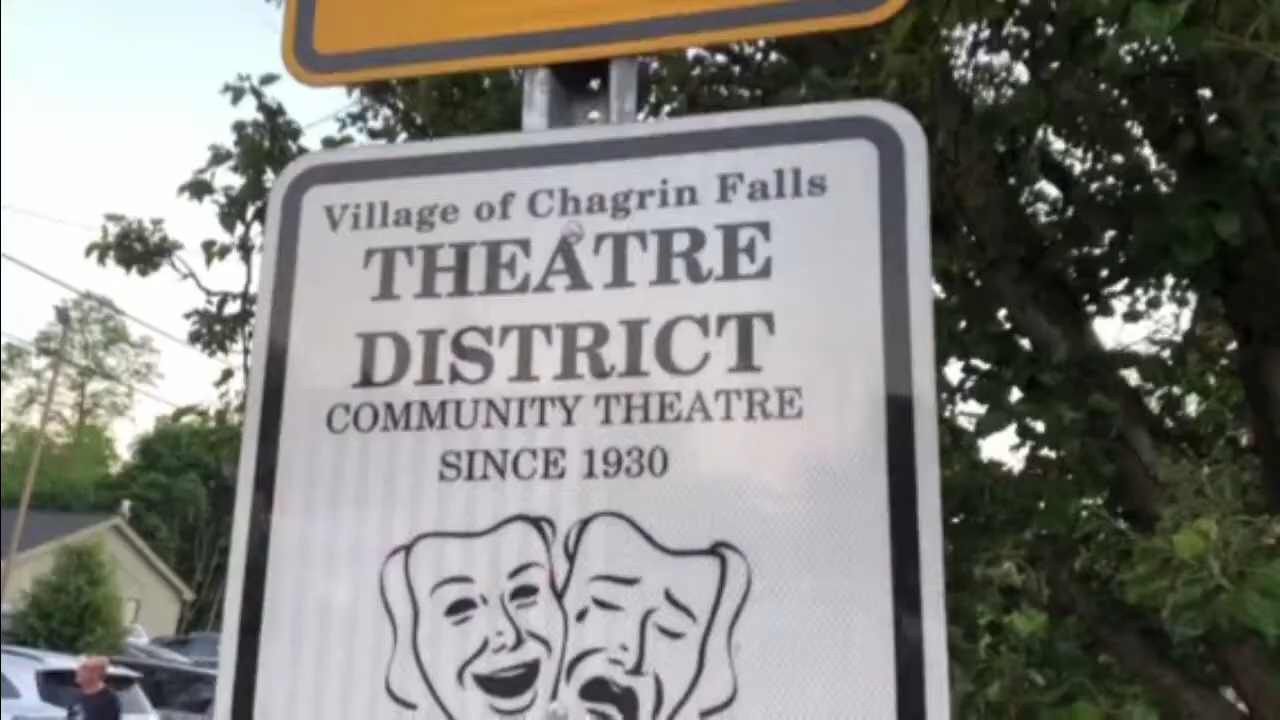 Village of Chagrin Falls
THEATRE
DISTRICT
COMMUNITY THEATRE
SINCE 1930